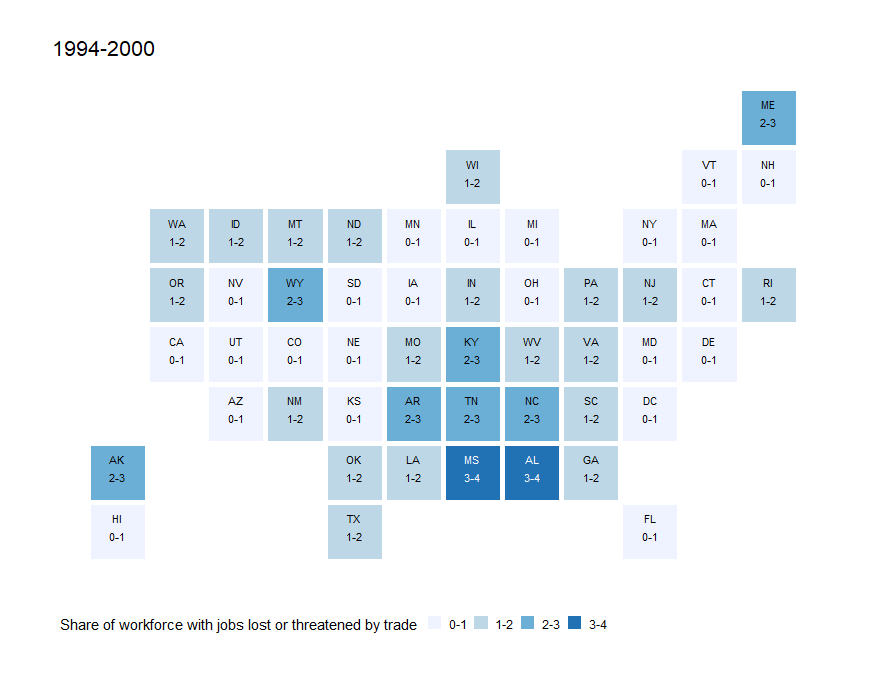 1994-2000
ME
2-3
WI VT NH
1-2 0-1 0-1
WA ID MT ND MN IL MI NY MA
1-2 1-2 1-2 1-2 0-1 0-1 0-1 0-1 0-1
OR NV WY SD IA IN OH PA NJ CT RI
1-2 0-1 2-3 0-1 0-1 1-2 0-1 1-2 1-2 0-1 1-2
CA UT CO NE MO KY WV VA MD DE
0-1 0-1 0-1 0-1 1-2 2-3 1-2 1-2 0-1 0-1
AZ NM KS AR TN NC SC DC
0-1 1-2 0-1 2-3 2-3 2-3 1-2 0-1
AK OK LA MS AL GA
2-3 1-2 1-2 3-4 3-4 1-2
HI TX FL
0-1 1-2 0-1
Share of workforce with jobs lost or threatened by trade 0-1 1-2 2-3 3-4